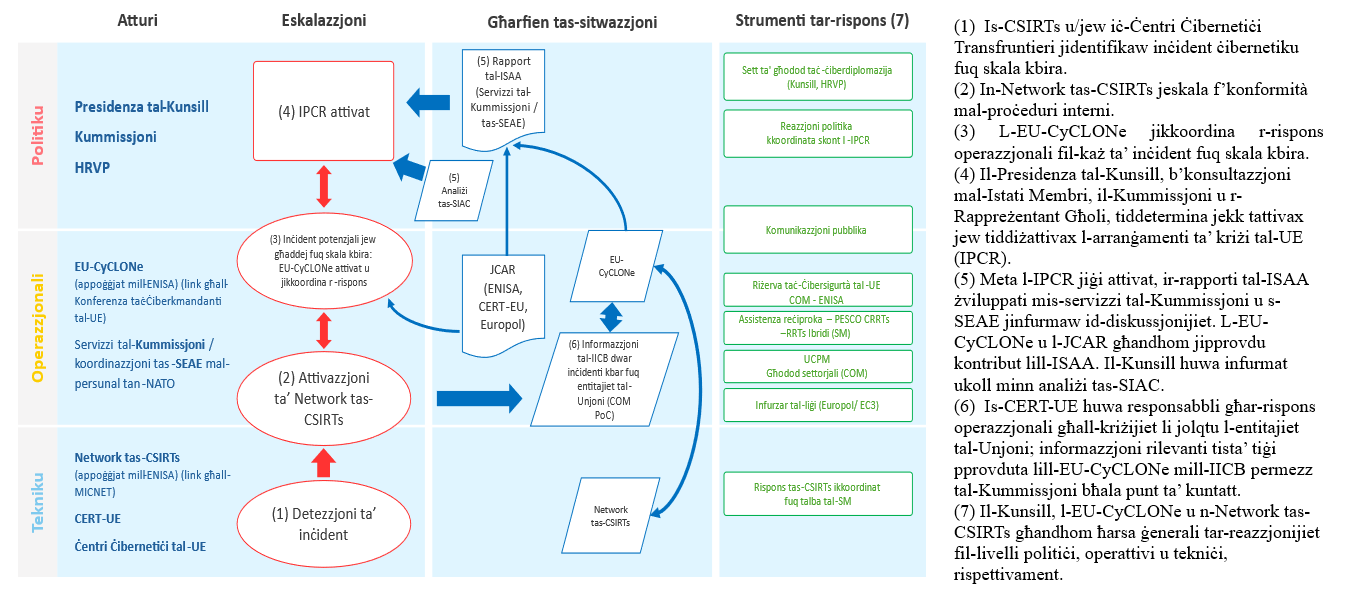 Atturi
Eskalazzjoni
Għarfien tas-sitwazzjoni
Strumenti tar-rispons (7)
Politiku
Presidenza tal-Kunsill
Kummissjoni
HRVP
(4) IPCR attivat
(5) Rapport
tal-ISAA
(Servizzi tal-
Kummissjoni /
tas-SEAE)
(5)
Analiżi
tas-SIAC
Sett ta' għodod taċ-ċiberdiplomazija
(Kunsill, HRVP)
Reazzjoni politika
kkoordinata skont l -IPCR
Komunikazzjoni pubblika
Operazzjonali
EU-CyCLONe
(appoġġjat mill-ENISA) (link għall-
Konferenza taċ-Ċiberkmandanti
tal-UE)
Servizzi tal-Kummissjoni /
koordinazzjoni tas -SEAE mal-
persunal tan-NATO
(3) Inċident potenzjali jew
għaddej fuq skala kbira:
EU-CyCLONe attivat u
jikkoordina r -rispons
(2) Attivazzjoni
ta’ Network tas-
CSIRTs
JCAR
(ENISA,
CERT-EU,
Europol)
EU-
CyCLONe
(6) Informazzjoni
tal-IICB dwar
inċidenti kbar fuq
entitajiet tal-
Unjoni (COM
PoC)
Riżerva taċ-Ċibersigurtà tal -UE
COM - ENISA
Assistenza reċiproka – PESCO CRRTs
–RRTs Ibridi (SM)
UCPM
Għodod settorjali (COM)
Infurzar tal-liġi (Europol/ EC3)
Tekniku
Network tas-CSIRTs
(appoġġjat mill-ENISA) (link għall-
MICNET)
CERT-UE
Ċentri Ċibernetiċi tal -UE
(1) Detezzjoni ta’
inċident
Network
tas-CSIRTs
Rispons tas-CSIRTs ikkoordinat
fuq talba tal-SM
(1) Is-CSIRTs u/jew iċ-Ċentri Ċibernetiċi
Transfruntieri jidentifikaw inċident ċibernetiku
fuq skala kbira.
(2) In-Network tas-CSIRTs jeskala f’konformità
mal-proċeduri interni.
(3) L-EU-CyCLONe jikkoordina r-rispons
operazzjonali fil-każ ta’ inċident fuq skala kbira.
(4) Il-Presidenza tal-Kunsill, b’konsultazzjoni
mal-Istati Membri, il-Kummissjoni u r-
Rappreżentant Għoli, tiddetermina jekk tattivax
jew tiddiżattivax l-arranġamenti ta’ kriżi tal-UE
(IPCR).
(5) Meta l-IPCR jiġi attivat, ir-rapporti tal-ISAA
żviluppati mis-servizzi tal-Kummissjoni u s-
SEAE jinfurmaw id-diskussjonijiet. L-EU-
CyCLONe u l-JCAR għandhom jipprovdu
kontribut lill-ISAA. Il-Kunsill huwa infurmat
ukoll minn analiżi tas-SIAC.
(6) Is-CERT-UE huwa responsabbli għar-rispons
operazzjonali għall-kriżijiet li jolqtu l-entitajiet
tal-Unjoni; informazzjoni rilevanti tista’ tiġi
pprovduta lill-EU-CyCLONe mill-IICB permezz
tal-Kummissjoni bħala punt ta’ kuntatt.
(7) Il-Kunsill, l-EU-CyCLONe u n-Network tas-
CSIRTs għandhom ħarsa ġenerali tar-reazzjonijiet
fil-livelli politiċi, operattivi u tekniċi,
rispettivament.